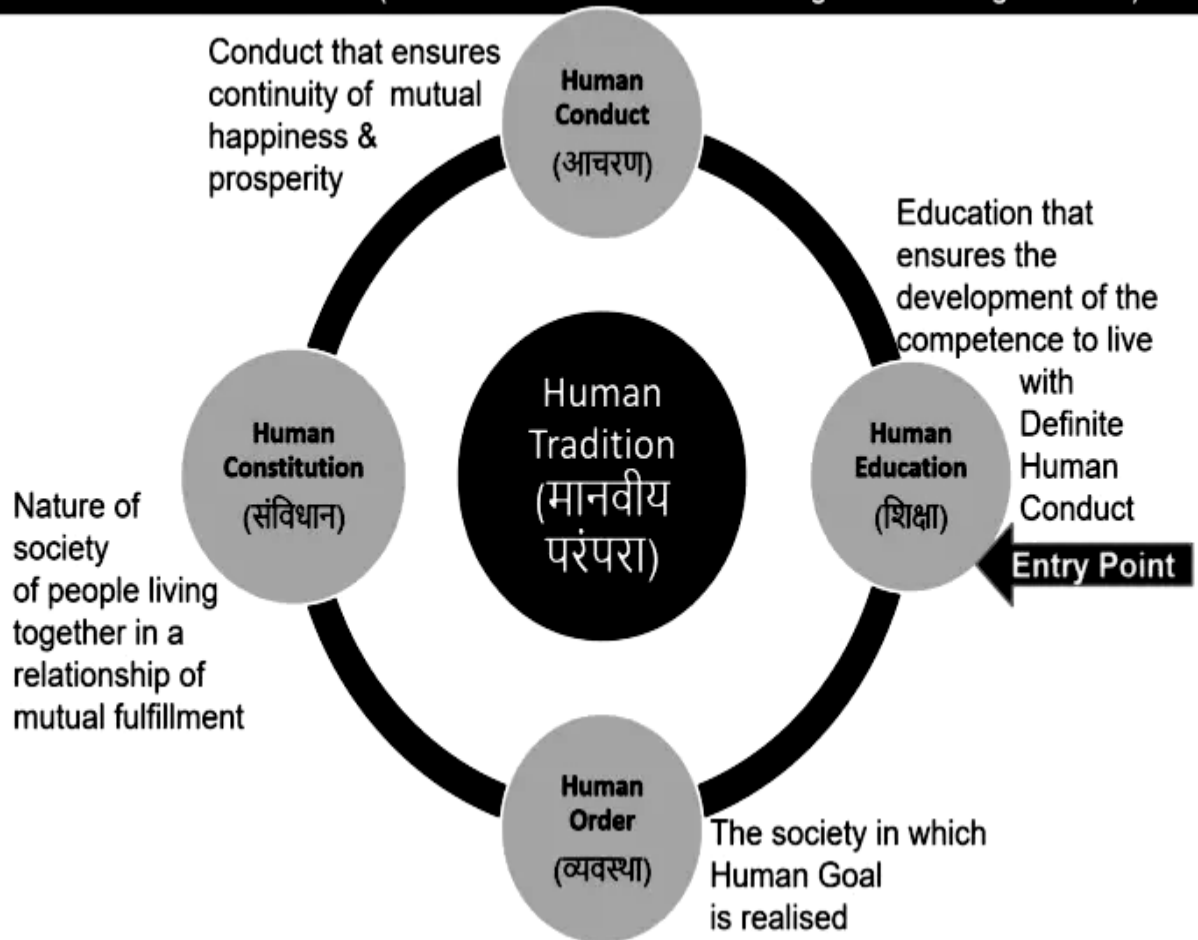 Conduct that ensures
continuity of mutual
happiness &
prosperity
Human
Conduct
(आचरण)
Education that
ensures the
development of the
competence to live
with
Definite
Human
Conduct
Human
Education
(शिक्षा)
Entry Point
Human
Tradition
(मानवीय
परंपरा)
Human
Constitution
(संविधान)
Nature of
society
of people living
together in a
relationship of
mutual fulfillment
Human
Order
(व्यवस्था)
The society in which
Human Goal
is realised